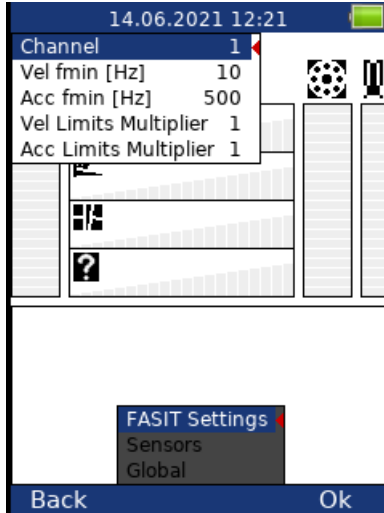 14.06.2021 12:21
Channel 1
Vel fmin [Hz] 10
Acc fmin [Hz] 500
Vel Limits Multiplier 1
Acc Limits Multiplier 1
?
FASIT Settings
Sensors
Global
Back Ok